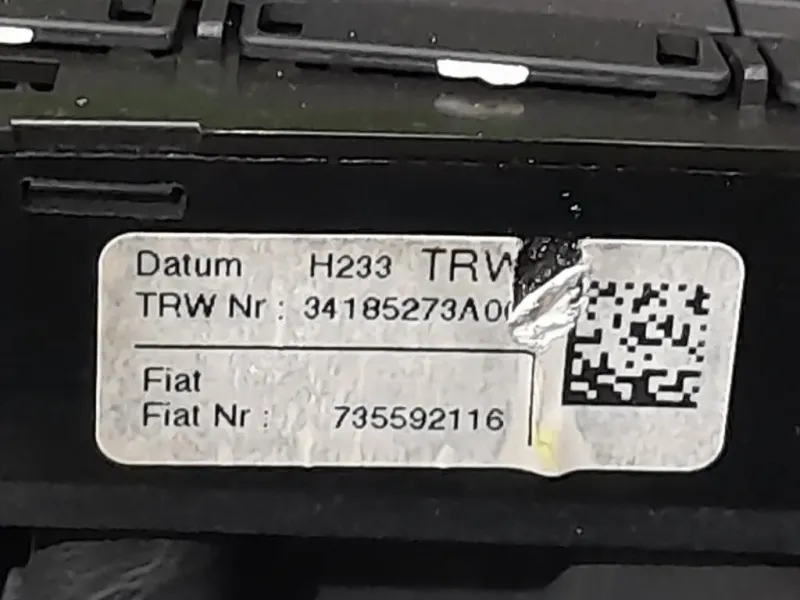 Datum H233 TRW
TRW Nr : 34185273A0
Fiat
Fiat Nr : 735592116